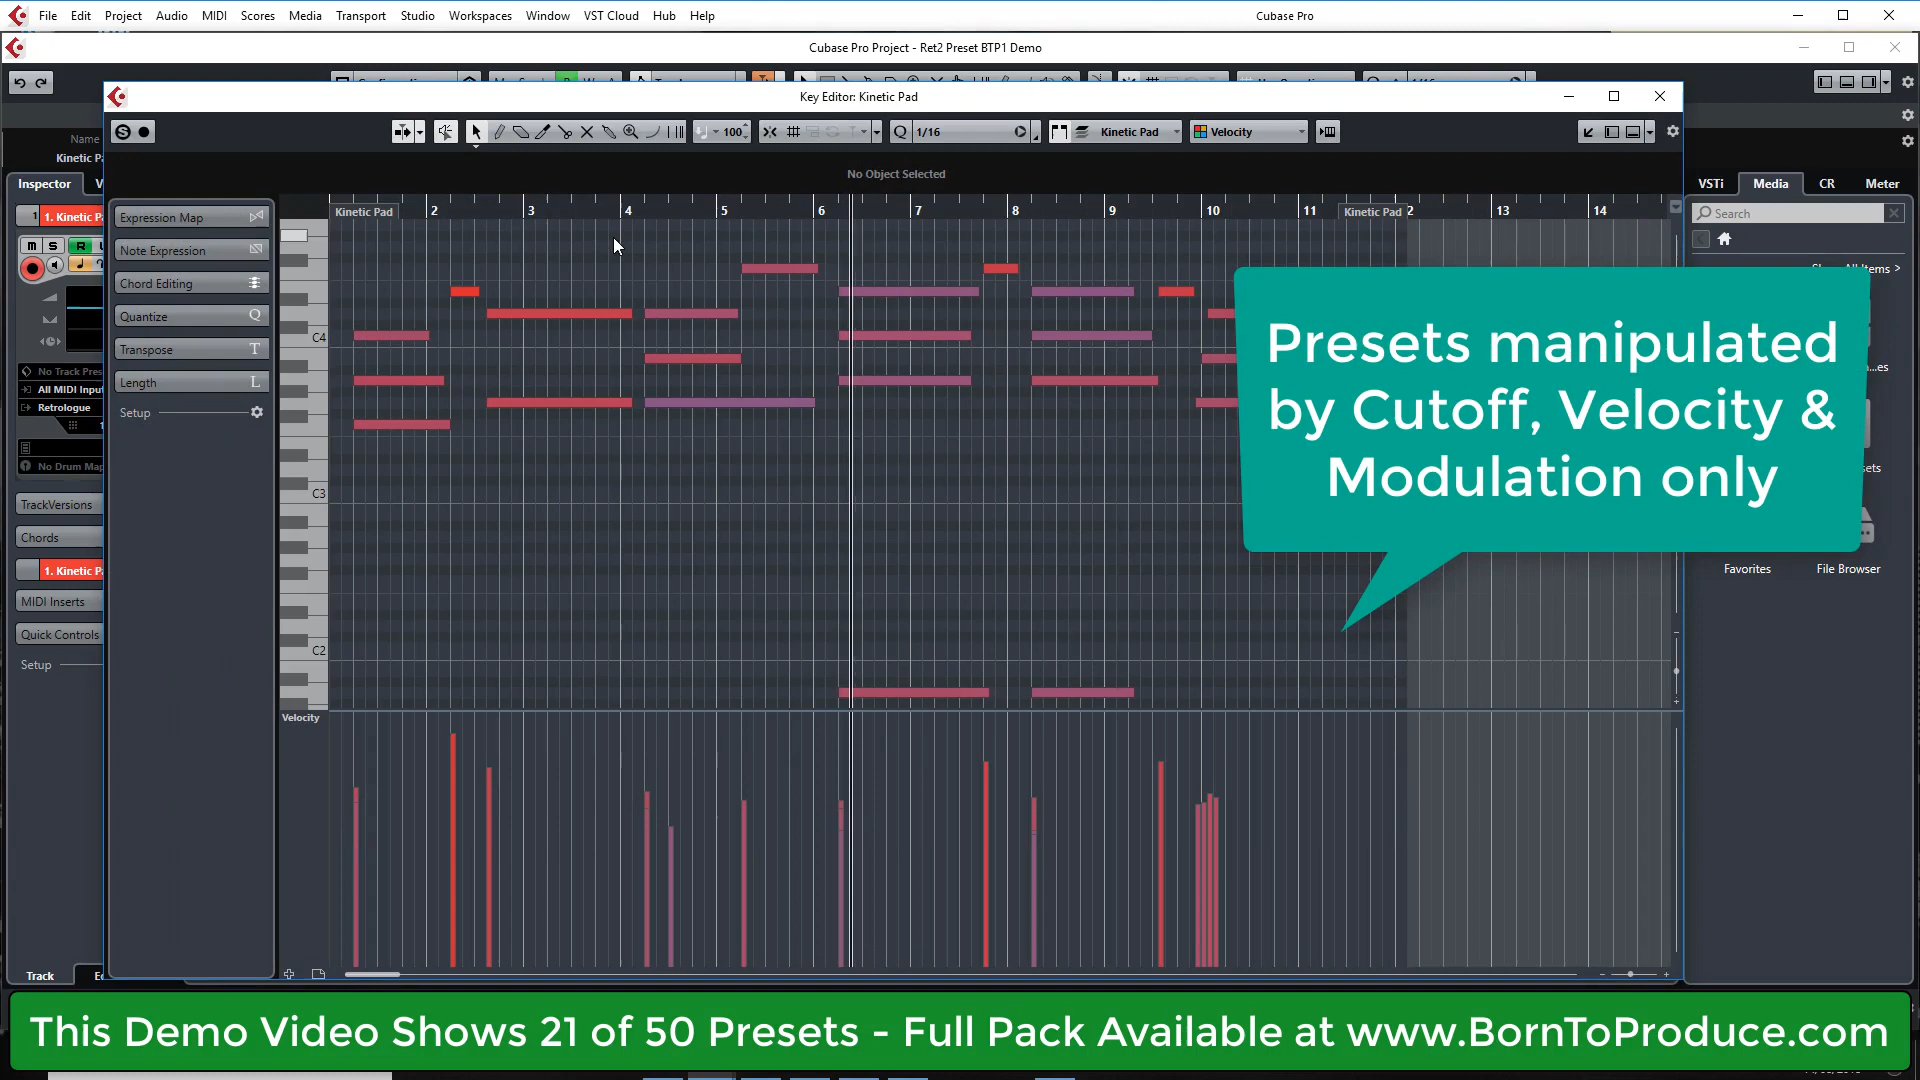 File Edit Project Audio MIDI Scores Media Transport Studio Workspaces Window VST Cloud Hub Help Cubase Pro
Cubase Pro Project - Ret2 Preset BTP1 Demo
Key Editor: Kinetic Pad
100 Q 1/16 Kinetic Pad Velocity
Name
Kinetic P
No Object Selected
Inspector V
VSTi Media CR Meter
1 1. Kinetic P
Expression Map
Kinetic Pad 2 3 4 5 6 7 8 9 10 11 Kinetic Pad 2 13 14
Search
M S R
Note Expression
Chord Editing
Quantize Q
Transpose T
Length L
Setup
Items >
C4
C3
C2
Presets manipulated
by Cutoff, Velocity &
Modulation only
No Track Pres
All MIDI Input
Retrologue
No Drum Map
TrackVersions
Chords
1. Kinetic P
MIDI Inserts
Quick Controls
Setup
Favorites File Browser
Velocity
Track
This Demo Video Shows 21 of 50 Presets - Full Pack Available at www.BornToProduce.com